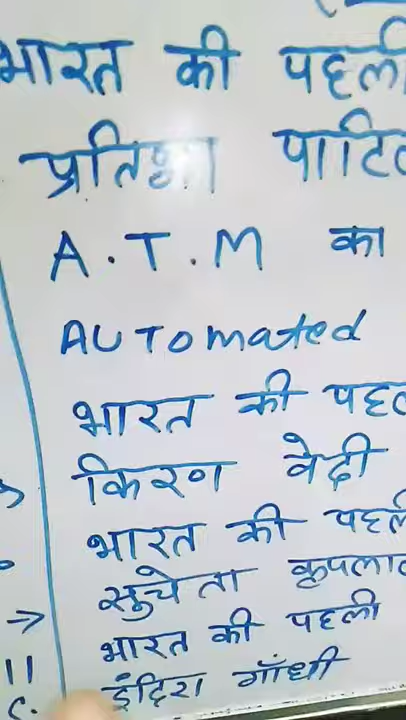 भारत की पहली
प्रतिभा पाटिल
A.T.M का
AUTomated
भारत की पहली
किरण वेदी
भारत की पहली
सुचेता कृपलानी
भारत की पहली
इंदिरा गाँधी